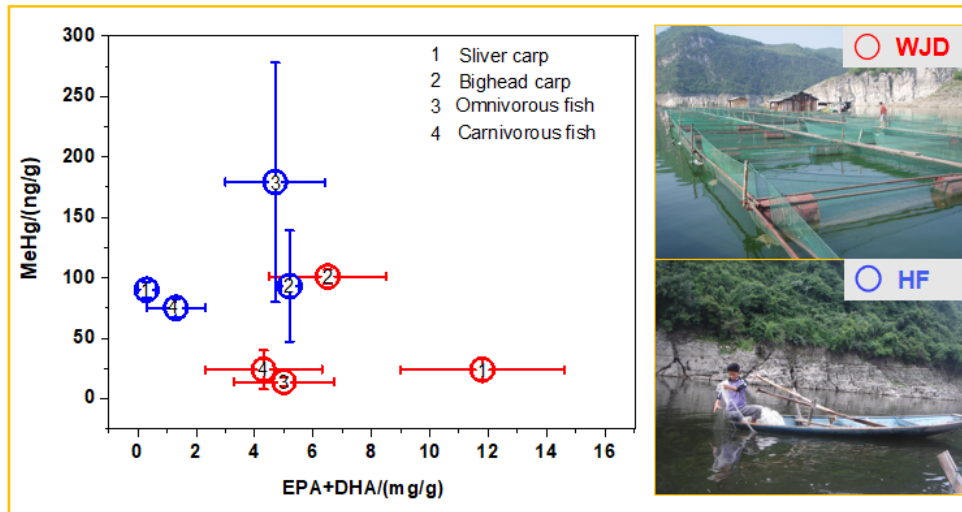 300
250
200
150
100
50
0
MeHg/(ng/g)
1 Sliver carp
2 Bighead carp
3 Omnivorous fish
4 Carnivorous fish
3
2
2
1
4
4
3
1
0 2 4 6 8 10 12 14 16
EPA+DHA/(mg/g)
WJD
HF